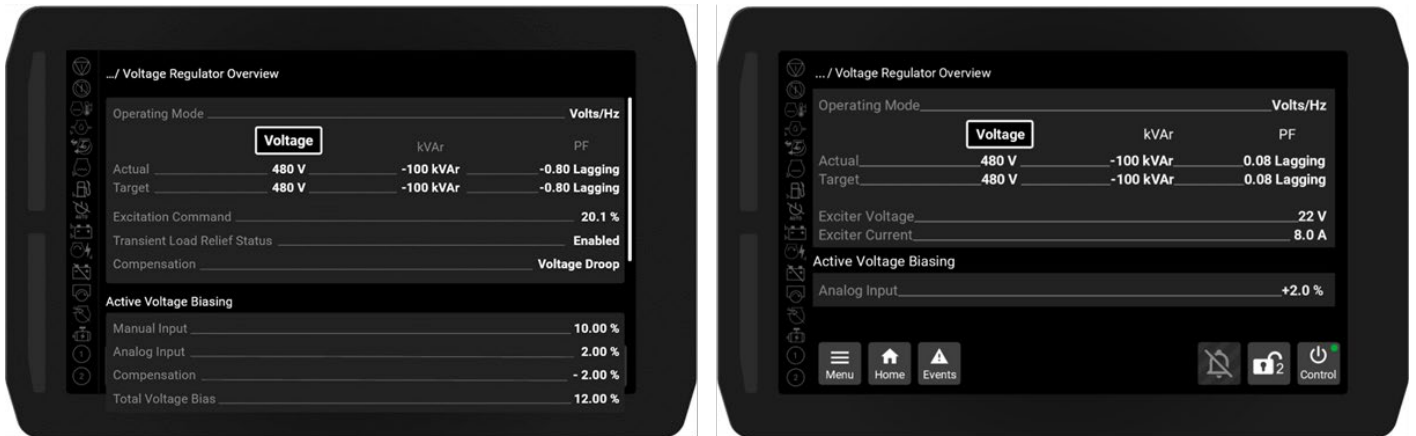 .../ Voltage Regulator Overview
Operating Mode Volts/Hz
Voltage kVAr PF
Actual 480 V -100 kVAr -0.80 Lagging
Target 480 V -100 kVAr -0.80 Lagging
Excitation Command 20.1 %
Transient Load Relief Status Enabled
Compensation Voltage Droop
Active Voltage Biasing
Manual Input 10.00 %
Analog Input 2.00 %
Compensation - 2.00 %
Total Voltage Bias 12.00 %
1
2
... / Voltage Regulator Overview
Operating Mode Volts/Hz
Voltage kVAr PF
Actual 480 V -100 kVAr 0.08 Lagging
Target 480 V -100 kVAr 0.08 Lagging
Exciter Voltage 22 V
Exciter Current 8.0 A
Active Voltage Biasing
Analog Input +2.0 %
1
2
Menu Home Events 2 Control